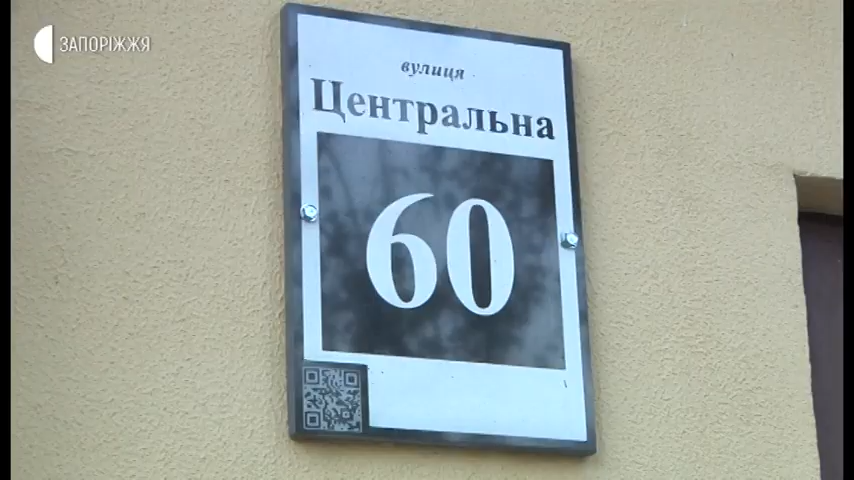 ЗАПОРІЖЖЯ
вулиця
Центральна
60